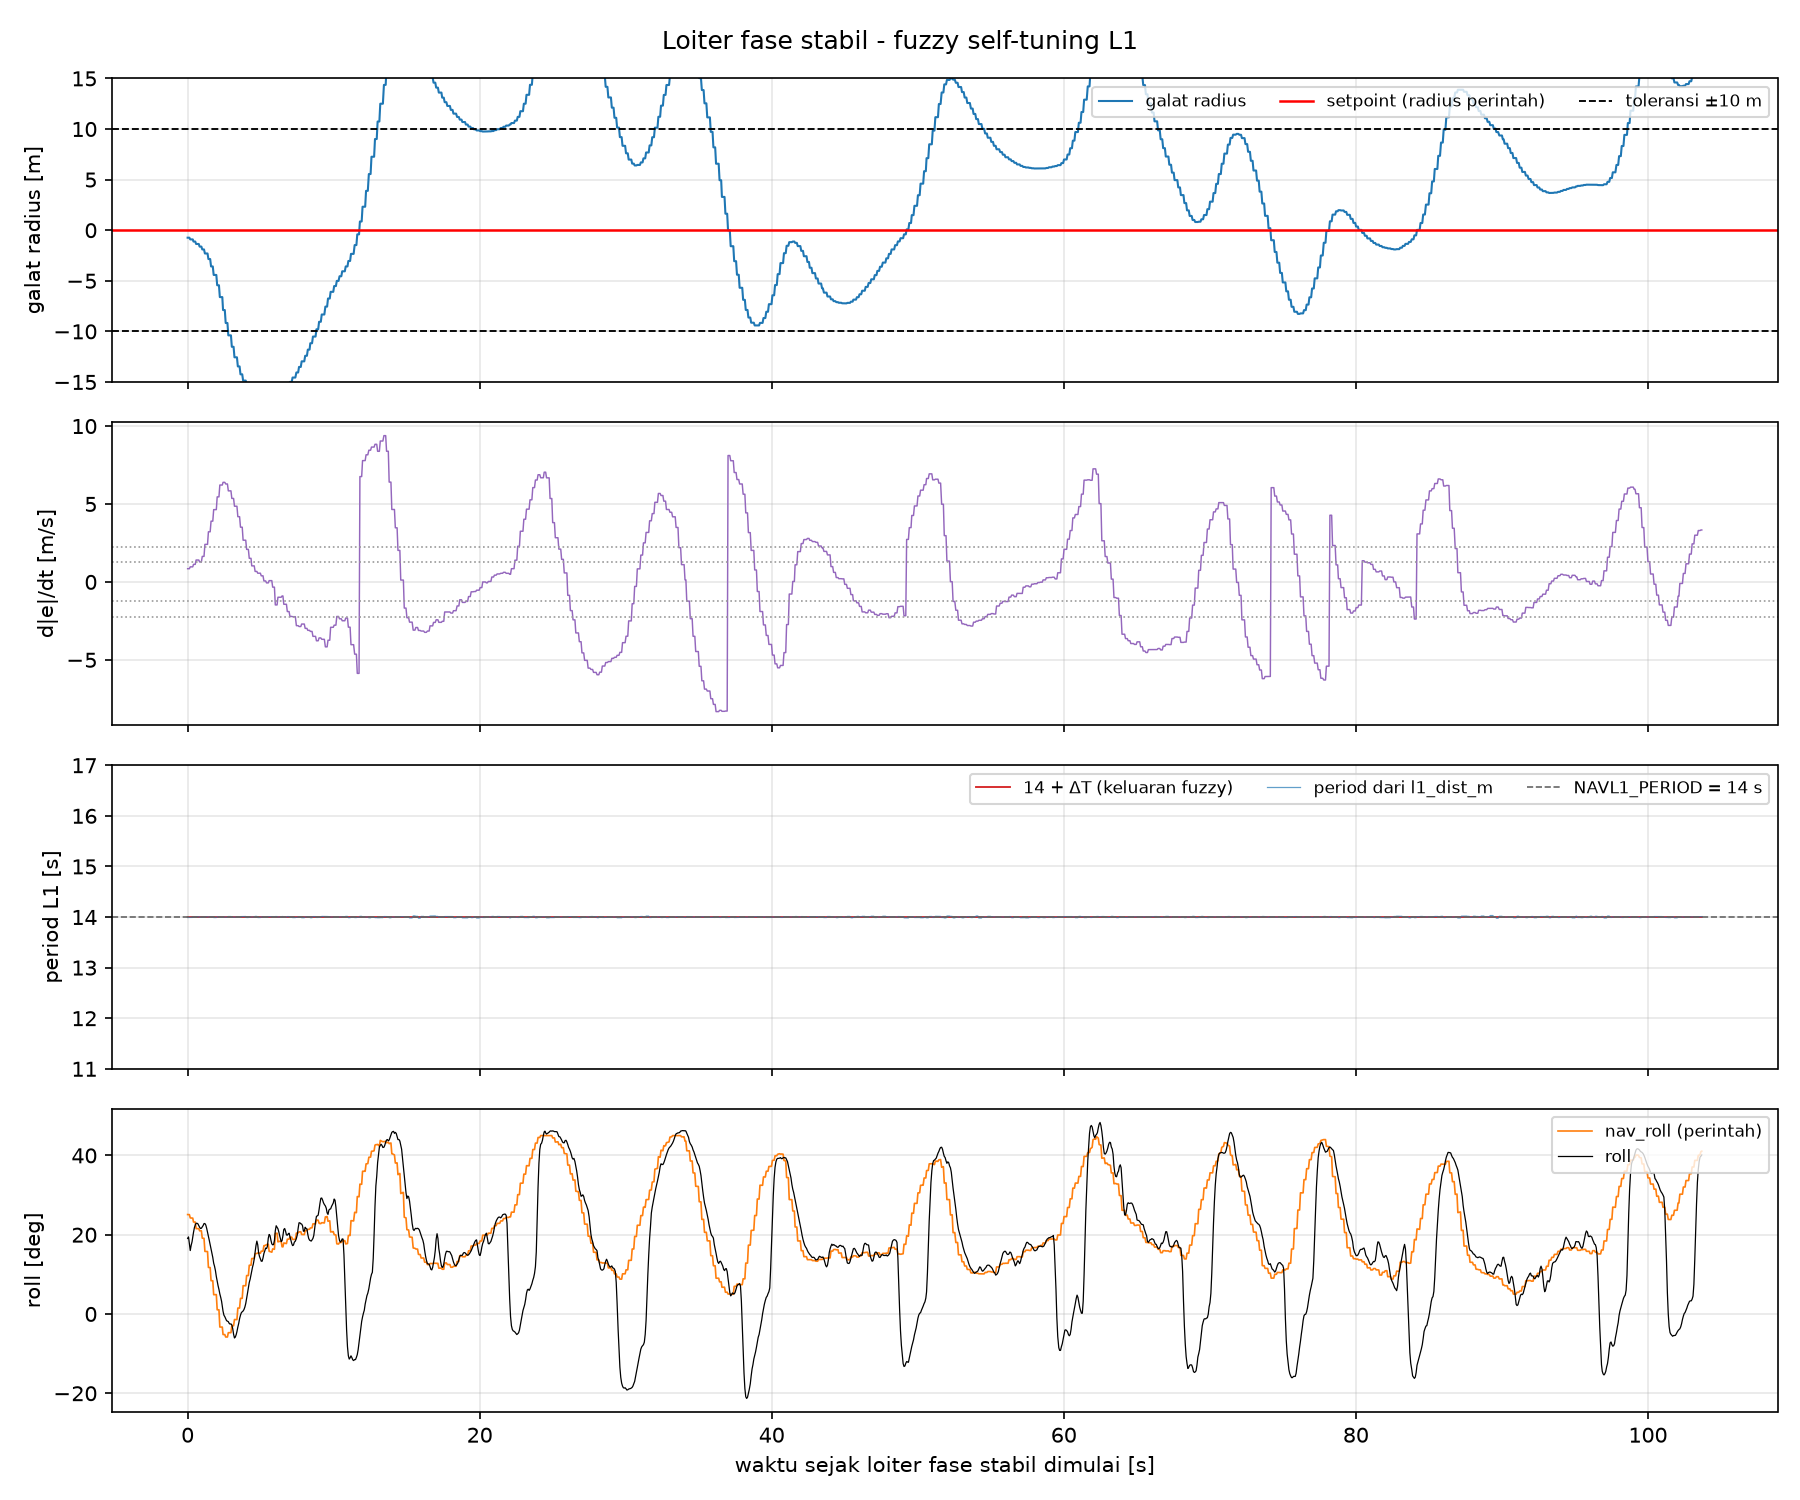 Loiter fase stabil - fuzzy self-tuning L1
galat radius [m]
15
10
5
0
−5
−10
−15
galat radius
setpoint (radius perintah)
toleransi ±10 m
d|e|/dt [m/s]
10
5
0
−5
period L1 [s]
17
16
15
14
13
12
11
14 + ΔT (keluaran fuzzy)
period dari l1_dist_m
NAVL1_PERIOD = 14 s
roll [deg]
40
20
0
−20
nav_roll (perintah)
roll
0 20 40 60 80 100
waktu sejak loiter fase stabil dimulai [s]